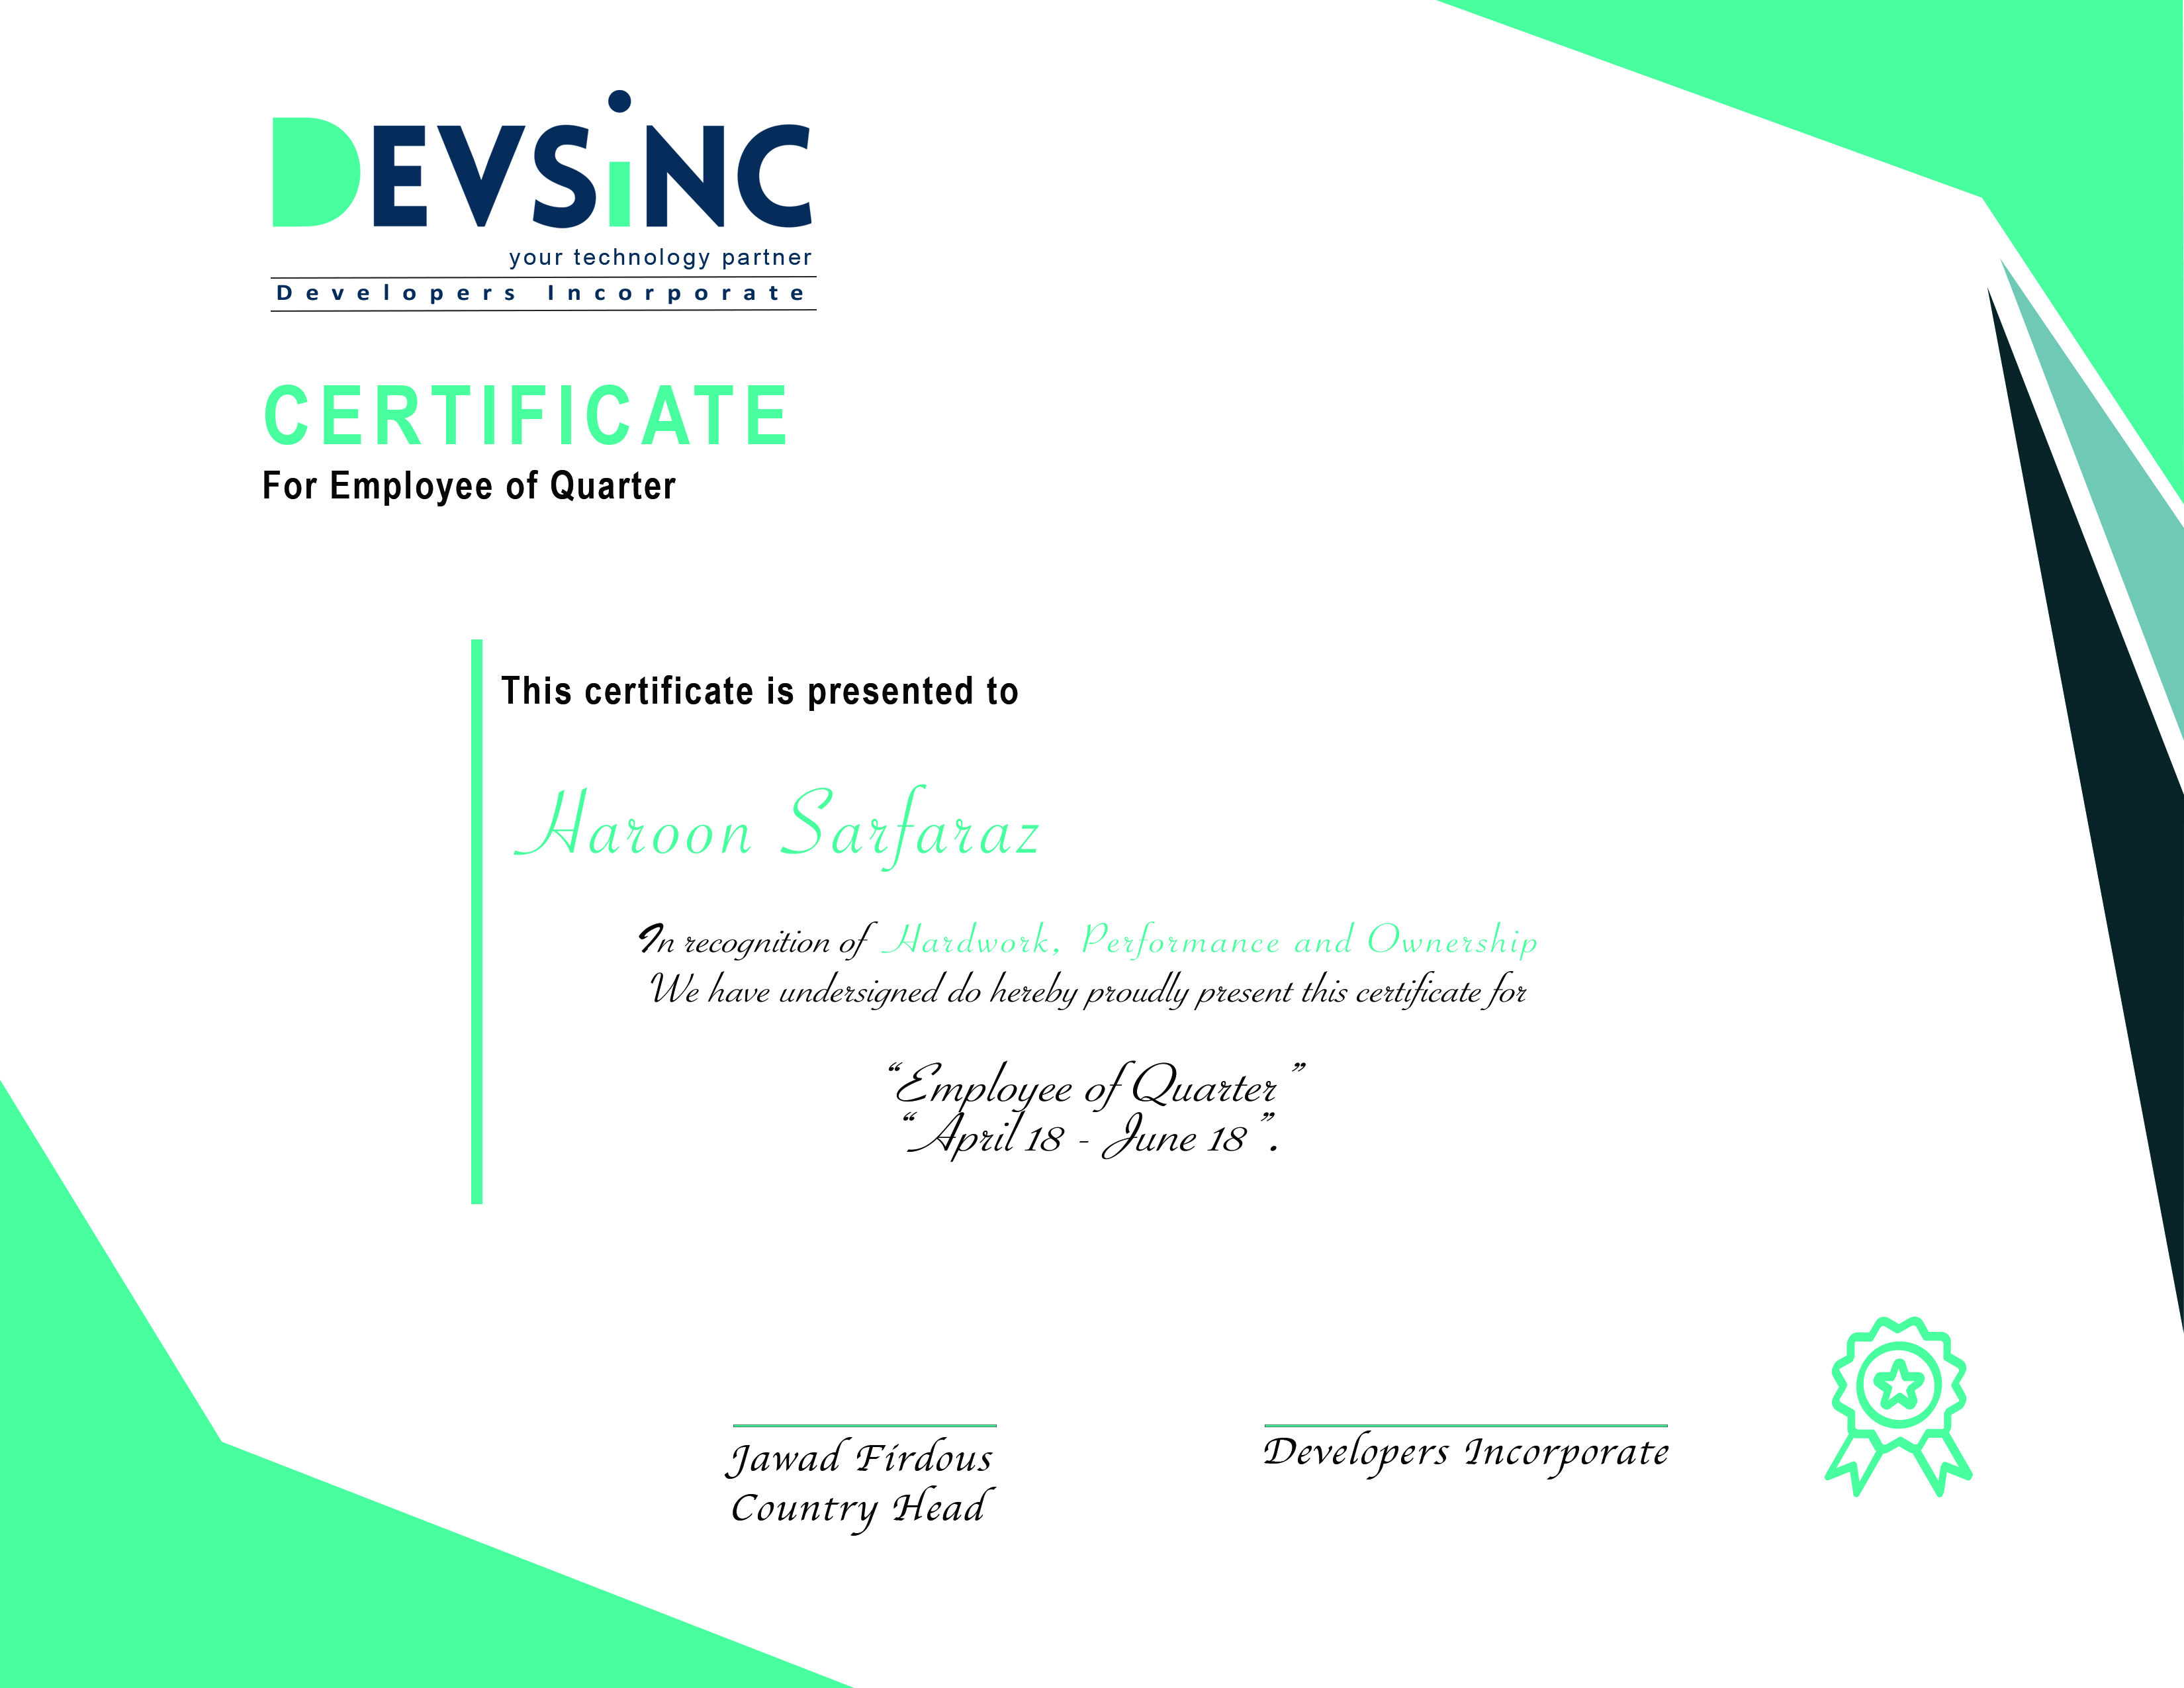 DEVSiNC
your technology partner
Developers Incorporate
CERTIFICATE
For Employee of Quarter
This certificate is presented to
Haroon Sarfaraz
In recognition of Hardwork, Performance and Ownership
We have undersigned do hereby proudly present this certificate for
“Employee of Quarter”
“April 18 - June 18”.
Jawad Firdous
Country Head
Developers Incorporate